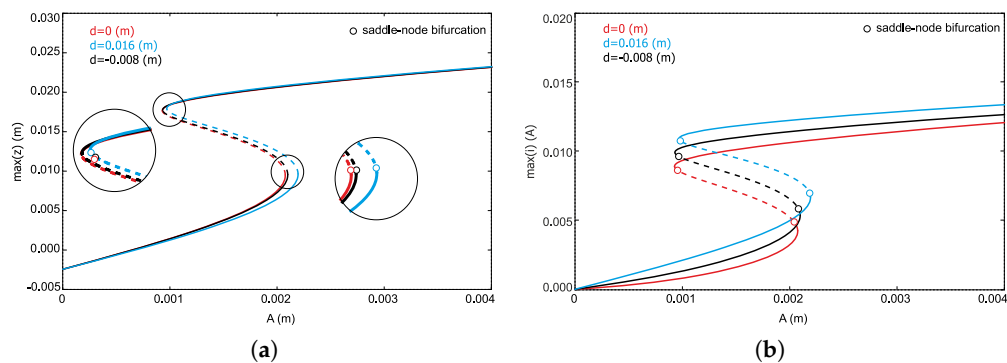 0.030
0.025
0.020
0.015
0.010
0.005
0.000
-0.005
max(z) (m)
d=0 (m)
d=0.016 (m)
d=-0.008 (m)
saddle-node bifurcation
0
0.001
0.002
0.003
0.004
A (m)
(a)
0.020
0.015
0.010
0.005
0.000
max(i) (A)
d=0 (m)
d=0.016 (m)
d=-0.008 (m)
saddle-node bifurcation
0
0.001
0.002
0.003
0.004
A (m)
(b)